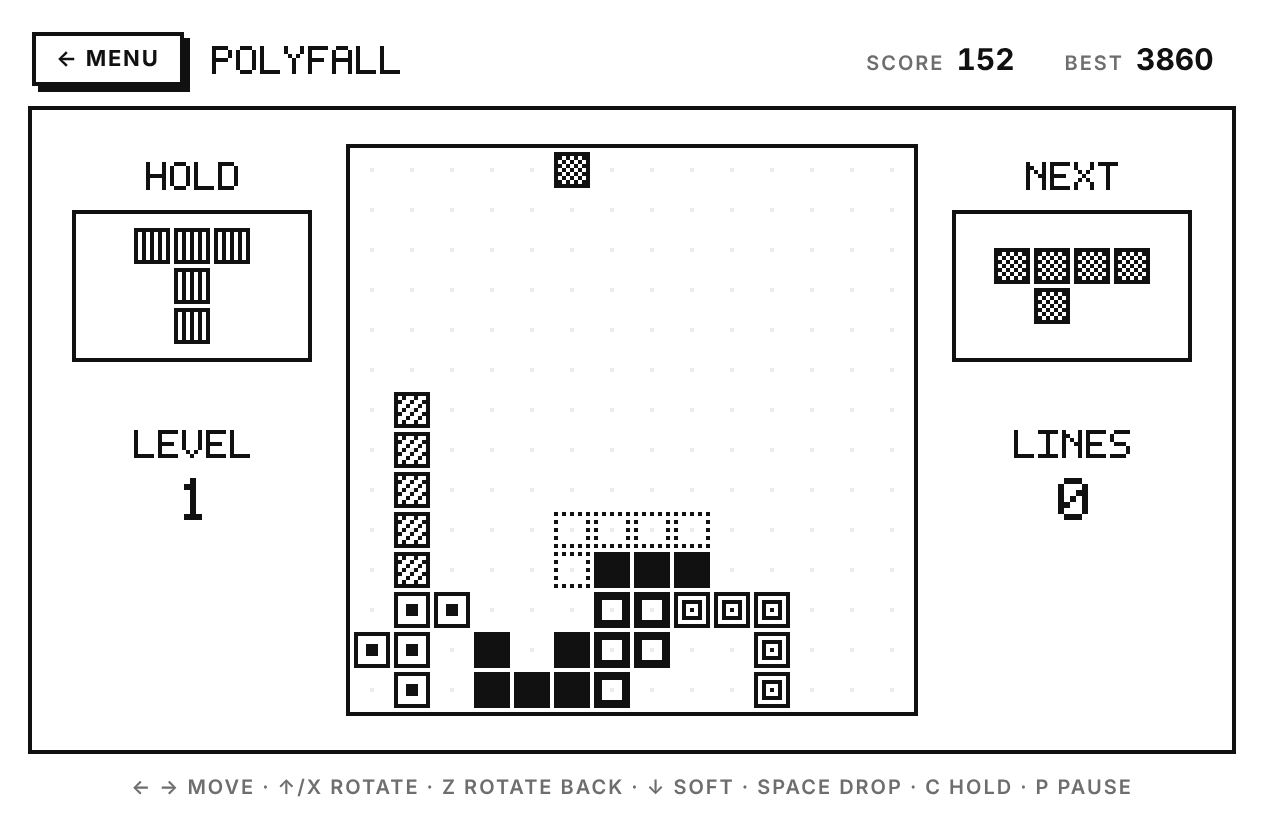 ← MENU POLYFALL SCORE 152 BEST 3860
HOLD
NEXT
LEVEL
1
LINES
0
← → MOVE · ↑/X ROTATE · Z ROTATE BACK · ↓ SOFT · SPACE DROP · C HOLD · P PAUSE